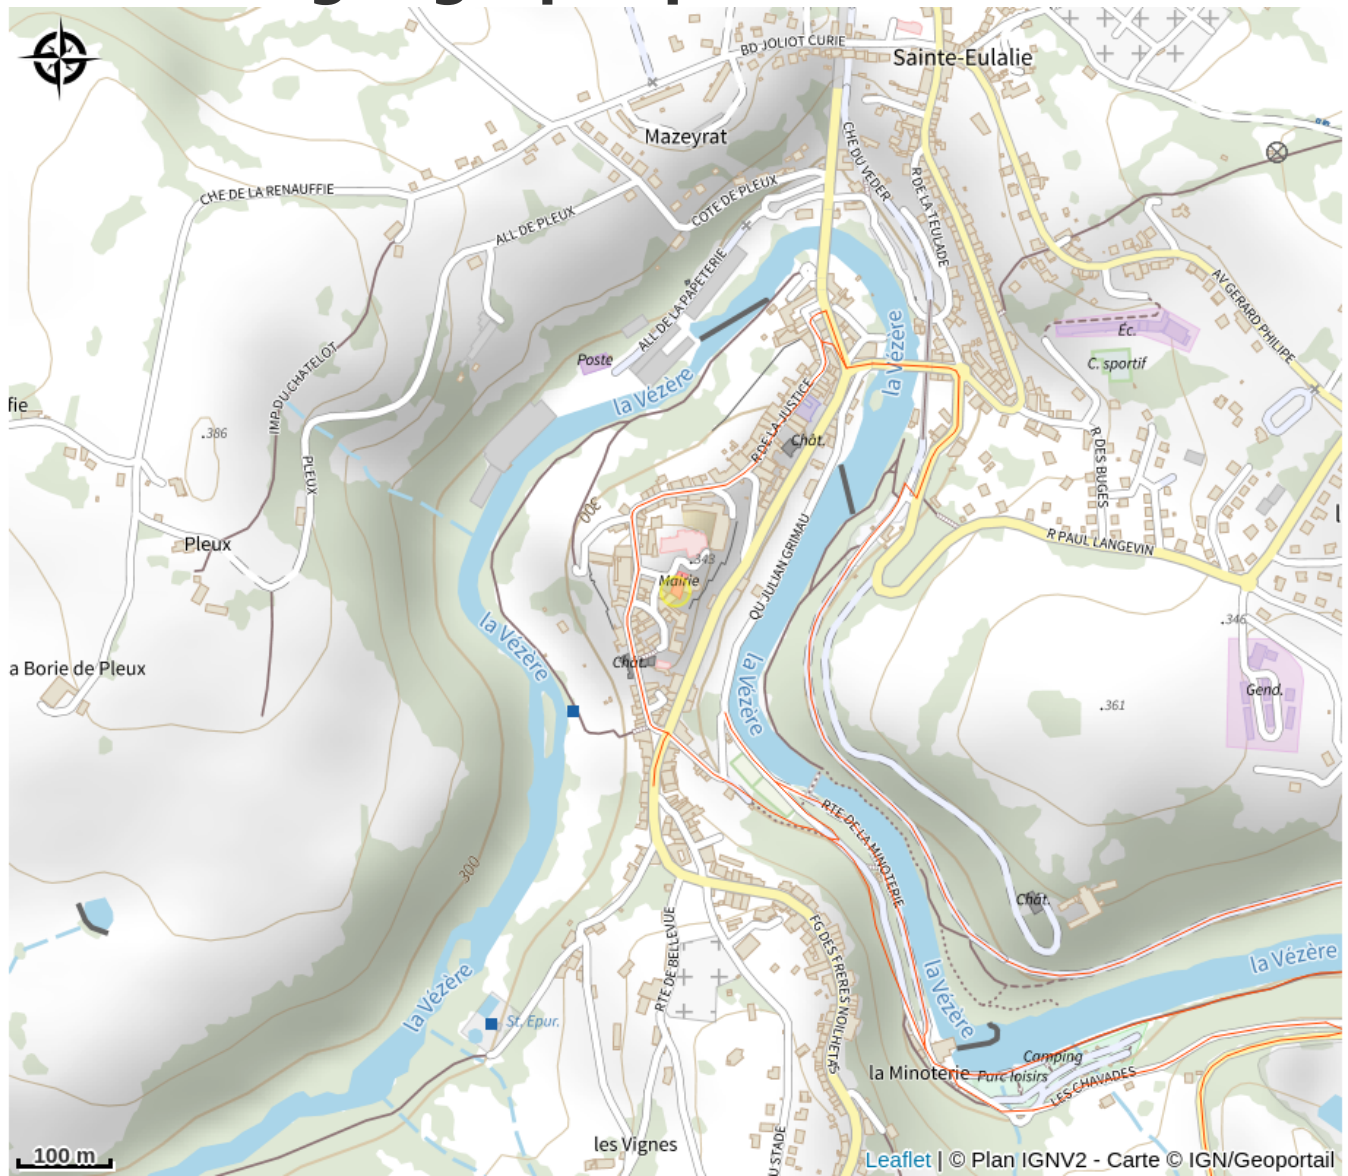 BD JOLIOT CURIE
Sainte-Eulalie
Mazeyrat
CHE DU VEDER
R DE LA TEULADE
CHE DE LA RENAUFFIE
COTE DE PLEUX
ALL DE PLEUX
ALL DE LA PAPETERIE
AV GERARD PHILIPE
la Vézère
Éc.
C. sportif
Poste
la Vézère
IMP DU CHATELOT
fie
.386
R DE LA JUSTICE
Chât.
R DES BUGES
PLEUX
300
Pleux
QU JULIAN GRIMAU
R PAUL LANGEVIN
.343
Mairie
.346
la Vézère
la Vézère
Chât.
a Borie de Pleux
Gend.
.361
RTE DE LA MINOTERIE
300
Chât.
RTE DE BELLEVUE
FG DES FRERES NOILHETAS
la Vézère
la Vézère
la Vézère
St. Epur.
Camping
la Minoterie
Parc loisirs
LES CHAVADES
les Vignes
U STADE
100 m
Leaflet | © Plan IGNV2 - Carte © IGN/Geoportail